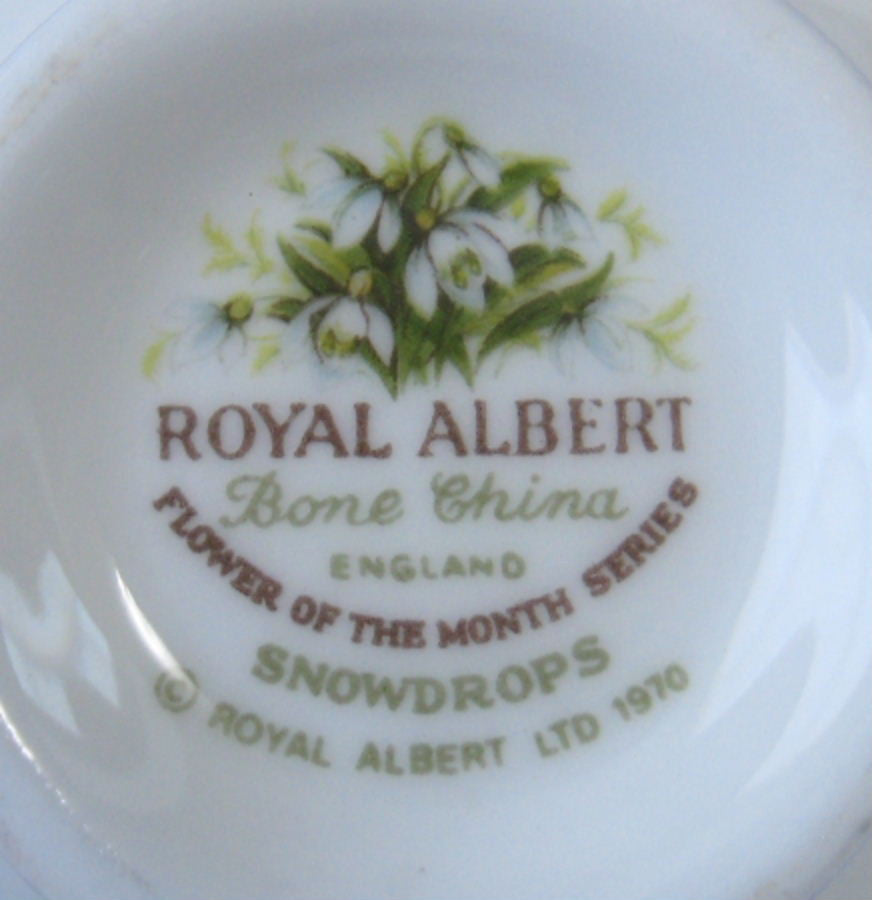 ROYAL ALBERT
Bone China
ENGLAND
FLOWER OF THE MONTH SERIES
SNOWDROPS
© ROYAL ALBERT LTD 1970